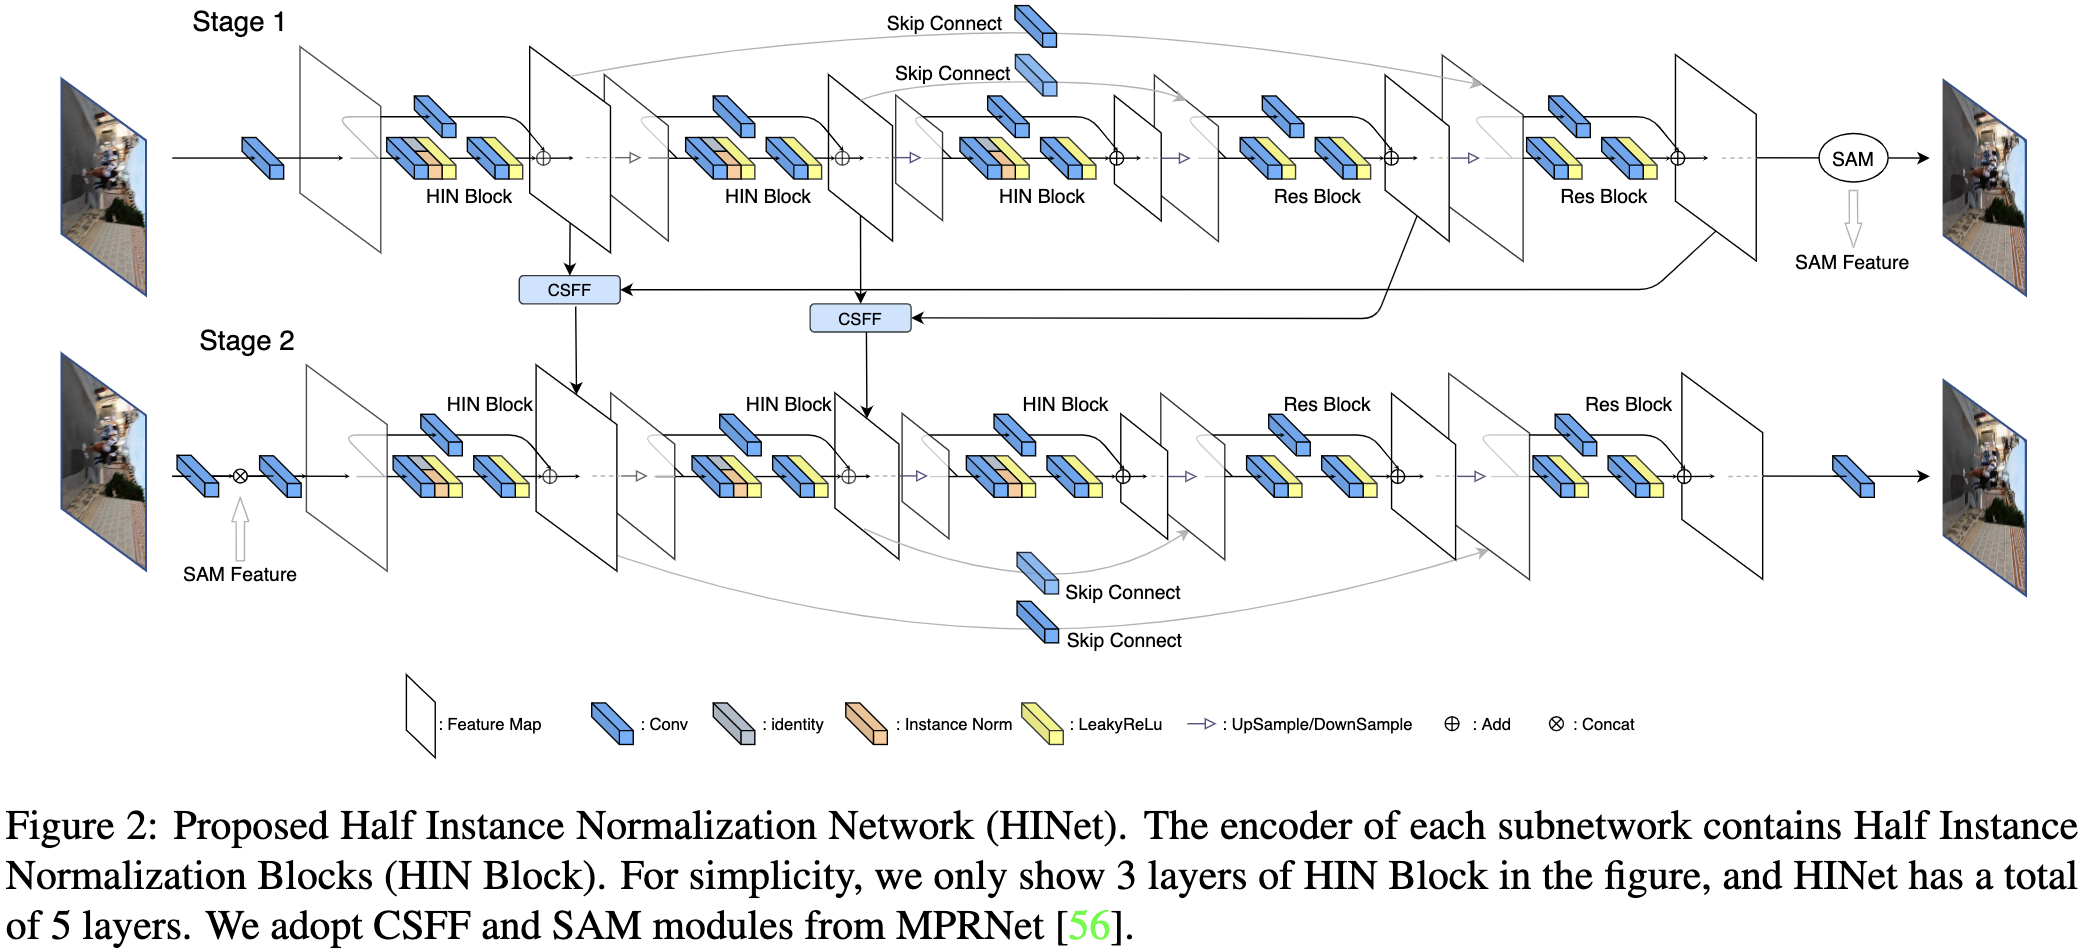 Stage 1
Skip Connect
Skip Connect
HIN Block
HIN Block
HIN Block
Res Block
Res Block
SAM
SAM Feature
CSFF
CSFF
Stage 2
HIN Block
HIN Block
HIN Block
Res Block
Res Block
SAM Feature
Skip Connect
Skip Connect
: Feature Map
: Conv
: identity
: Instance Norm
: LeakyReLu
: UpSample/DownSample
: Add
: Concat
Figure 2: Proposed Half Instance Normalization Network (HINet). The encoder of each subnetwork contains Half Instance
Normalization Blocks (HIN Block). For simplicity, we only show 3 layers of HIN Block in the figure, and HINet has a total
of 5 layers. We adopt CSFF and SAM modules from MPRNet [56].